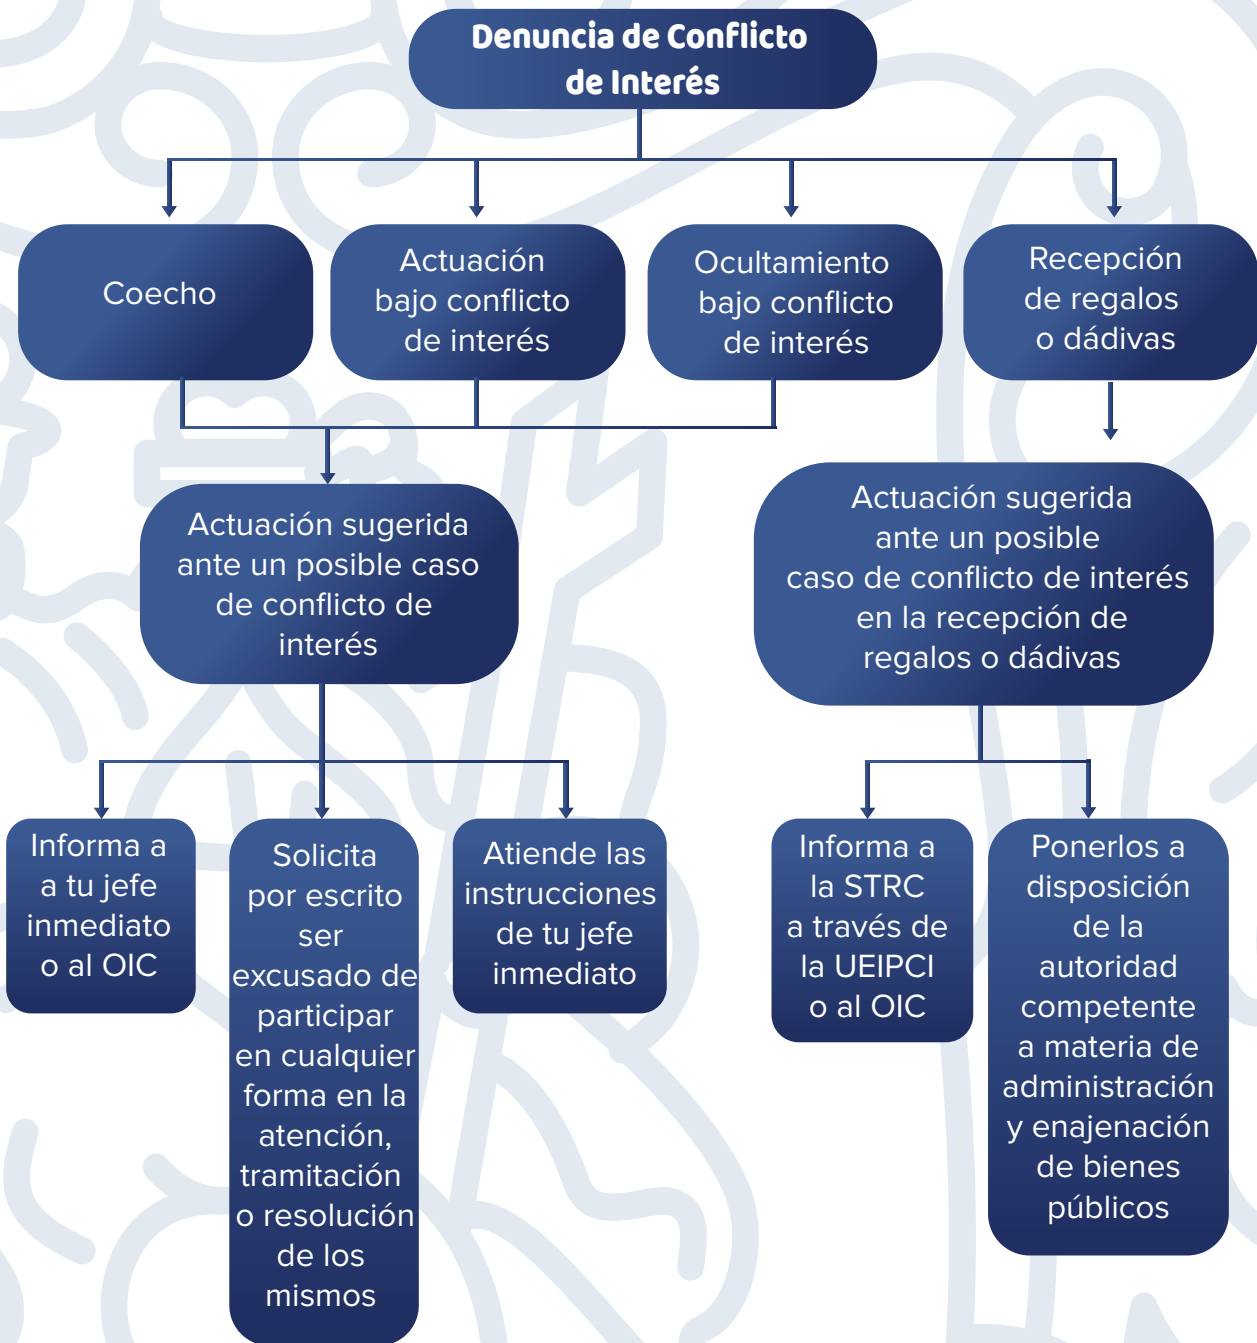 Denuncia de Conflicto
de Interés
Coecho
Actuación
bajo conflicto
de interés
Ocultamiento
bajo conflicto
de interés
Recepción
de regalos
o dádivas
Actuación sugerida
ante un posible caso
de conflicto de
interés
Actuación sugerida
ante un posible
caso de conflicto de interés
en la recepción de
regalos o dádivas
Informa a
a tu jefe
inmediato
o al OIC
Solicita
por escrito
ser
excusado de
participar
en cualquier
forma en la
atención,
tramitación
o resolución
de los
mismos
Atiende las
instrucciones
de tu jefe
inmediato
Informa a
la STRC
a través de
la UEIPCI
o al OIC
Ponerlos a
disposición
de la
autoridad
competente
a materia de
administración
y enajenación
de bienes
públicos